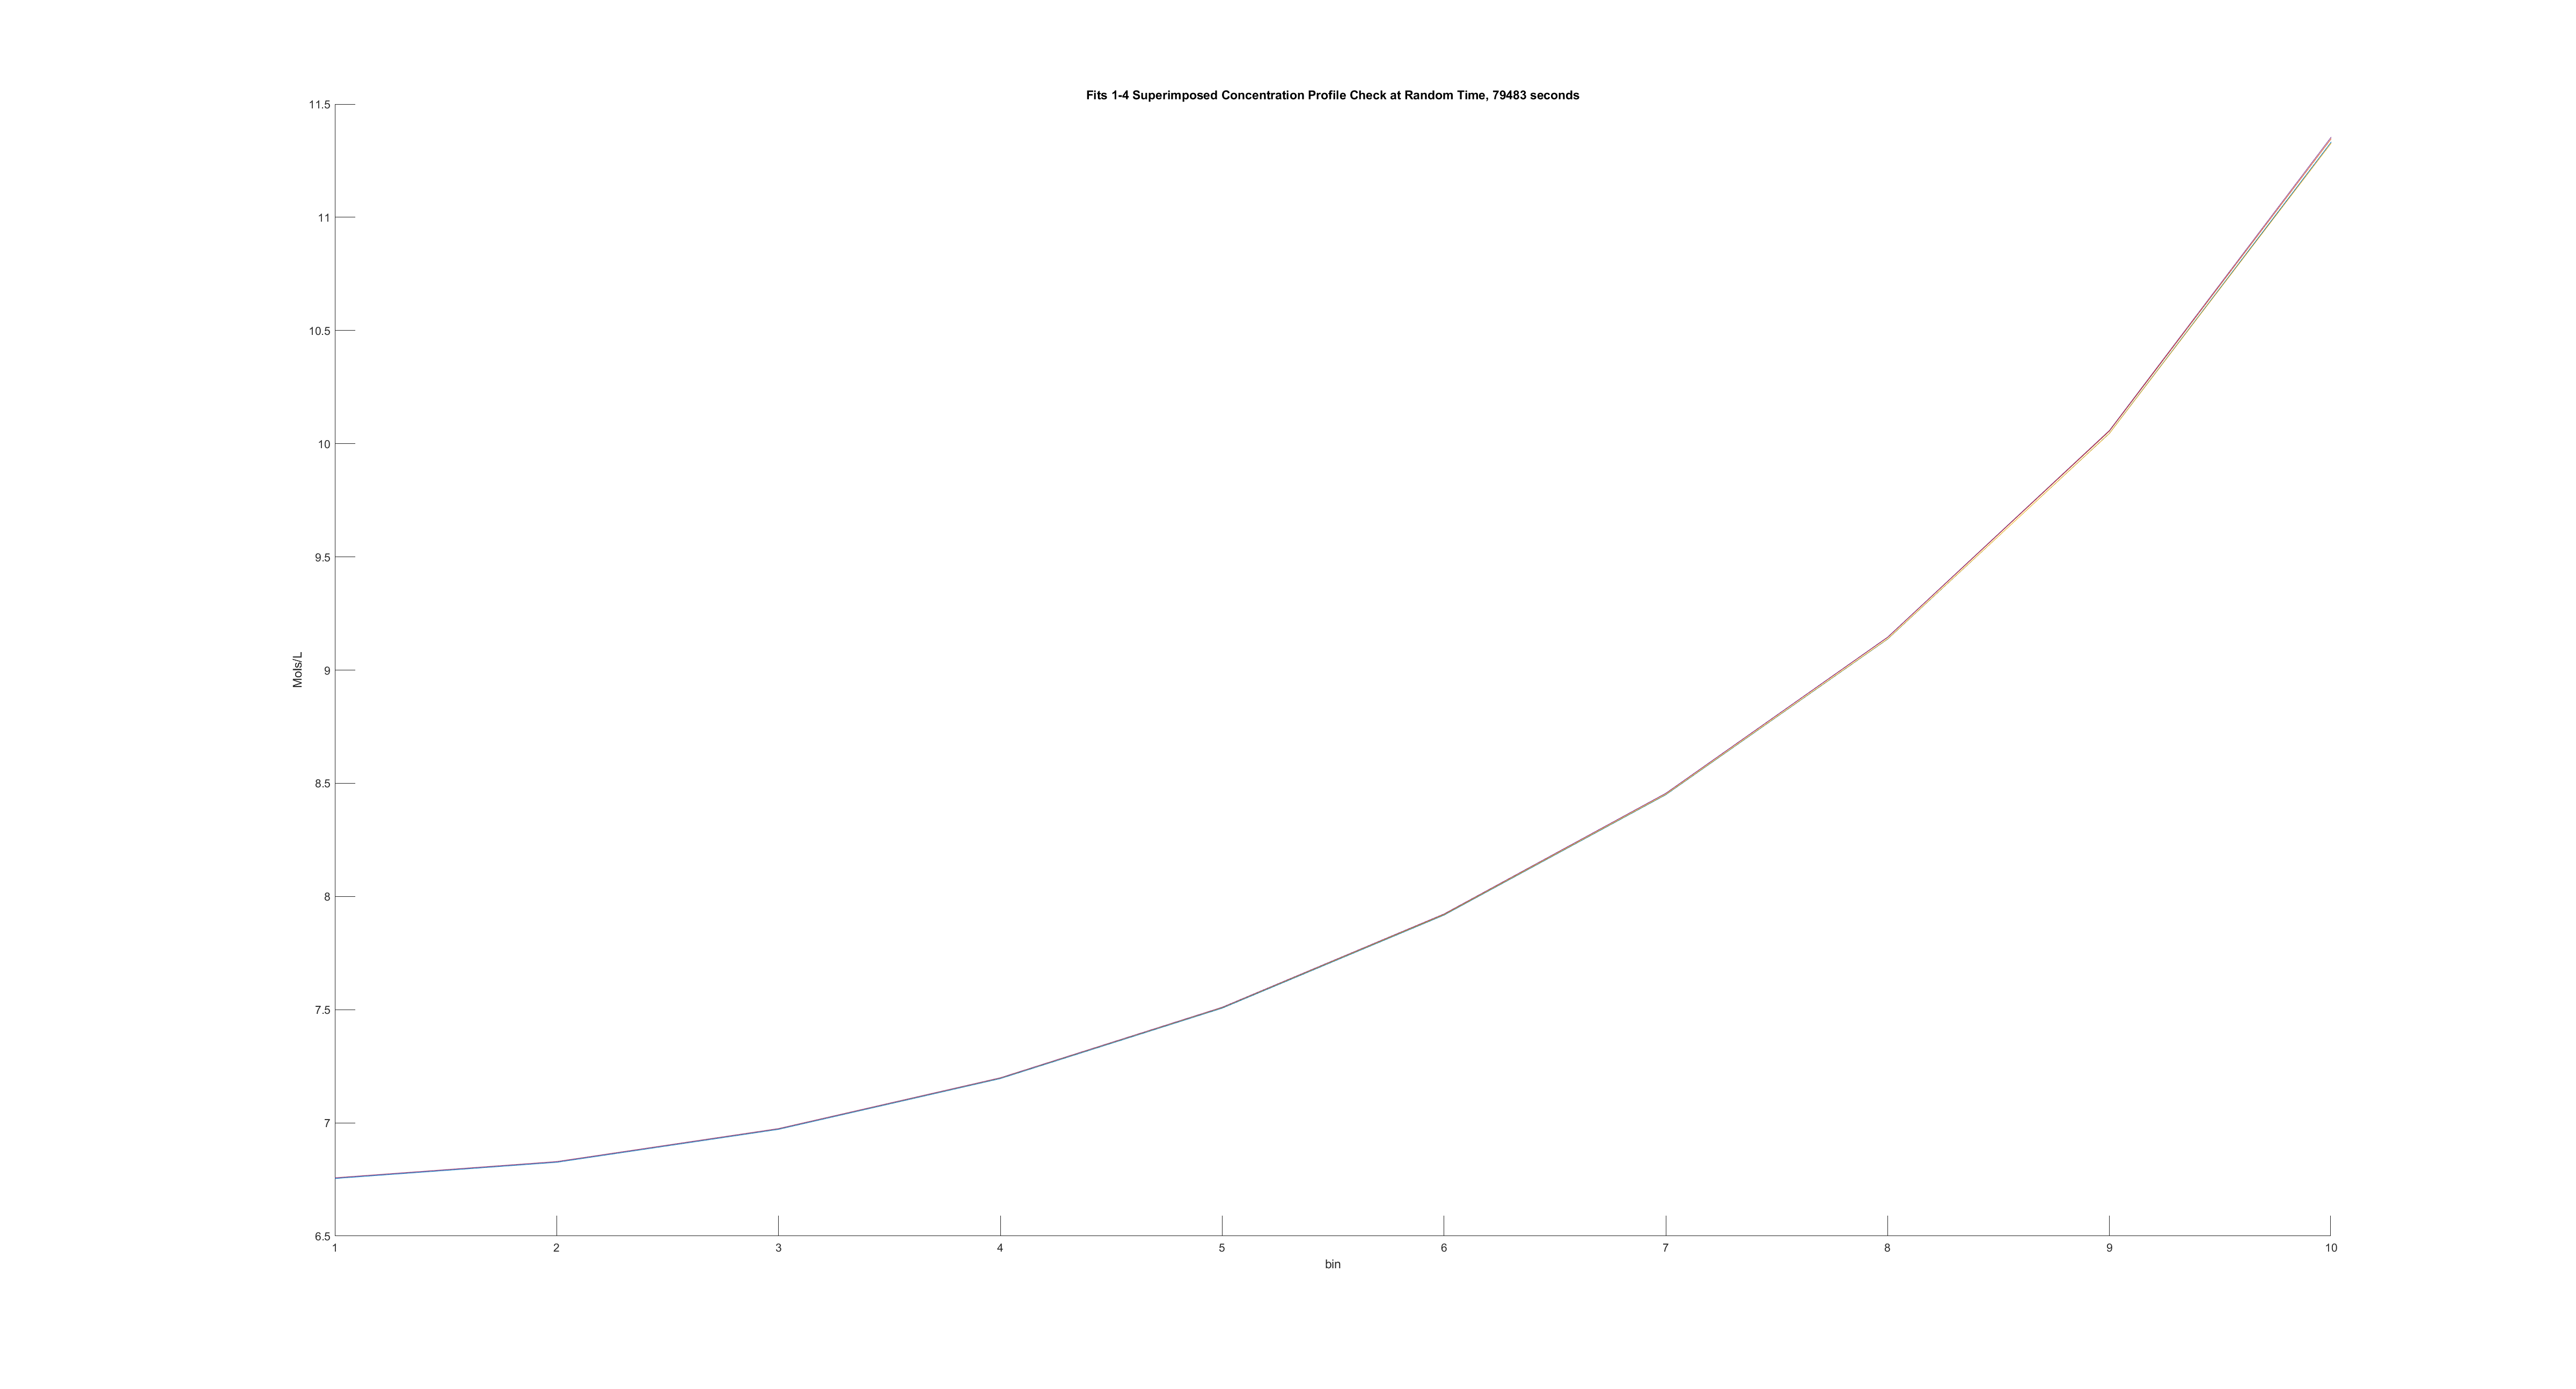 Fits 1-4 Superimposed Concentration Profile Check at Random Time, 79483 seconds
11.5
11
10.5
10
9.5
9
8.5
8
7.5
7
6.5
Mols/L
1 2 3 4 5 6 7 8 9 10
bin